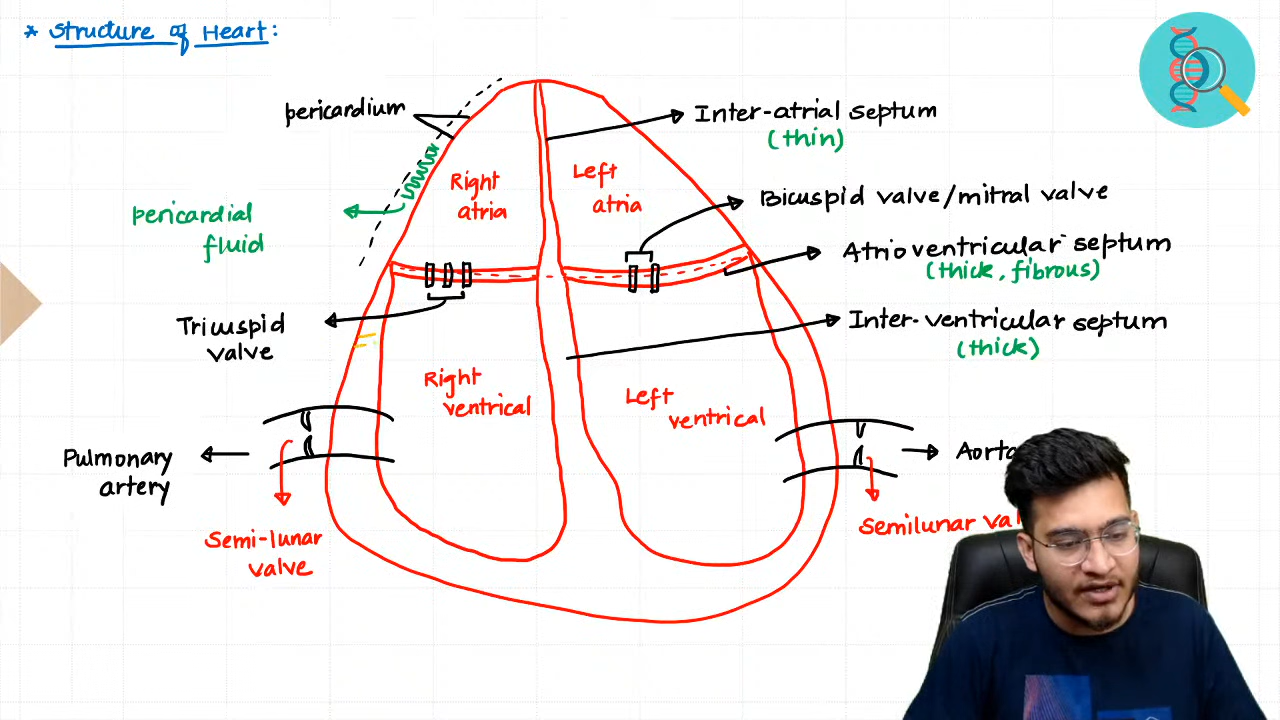 * Structure of Heart:
pericardium
Inter-atrial septum
(thin)
Right
atria
Left
atria
Bicuspid valve/mitral valve
pericardial
fluid
Atrioventricular septum
(thick, fibrous)
Tricuspid
valve
Inter-ventricular septum
(thick)
Right
ventrical
Left
ventrical
Pulmonary
artery
Aorta
Semi-lunar
valve
Semilunar